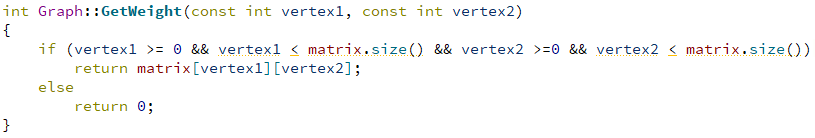 int Graph::GetWeight(const int vertex1, const int vertex2)
{
    if (vertex1 >= 0 && vertex1 < matrix.size() && vertex2 >=0 && vertex2 < matrix.size())
        return matrix[vertex1][vertex2];
    else
        return 0;
}